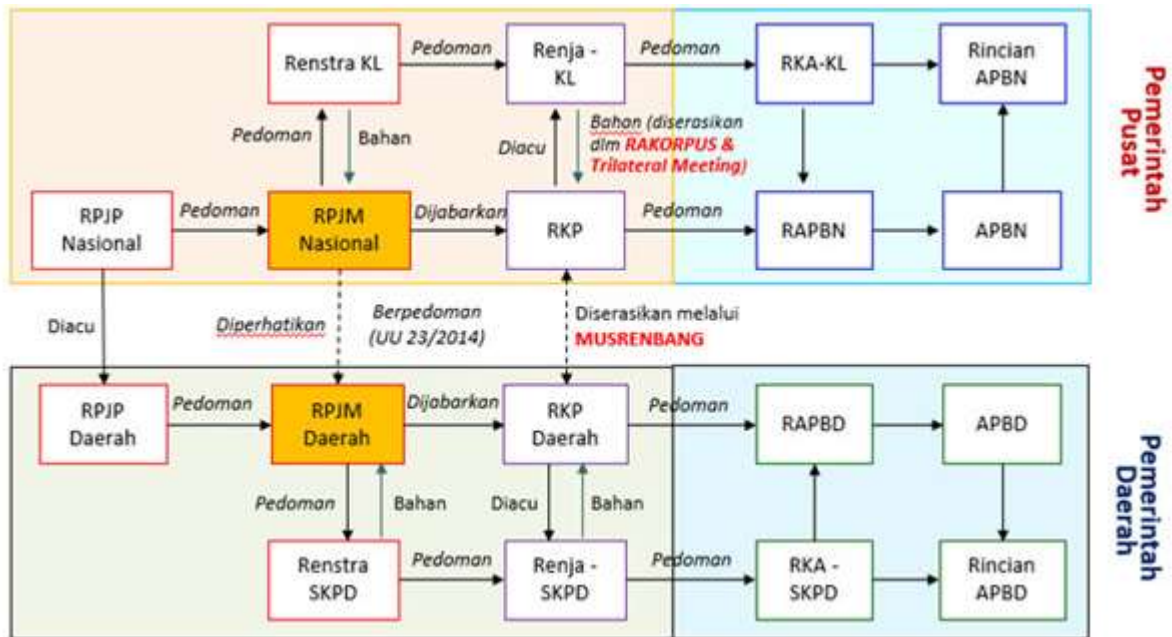 Renstra KL
Pedoman
Renja -
KL
Pedoman
RKA-KL
Rincian
APBN
Pedoman
Bahan
Diacu
Bahan (diserasikan
dlm RAKORPUS &
Trilateral Meeting)
RPJP
Nasional
Pedoman
RPJM
Nasional
Dijabarkan
RKP
Pedoman
RAPBN
APBN
Pemerintah
Pusat
Diacu
Diperhatikan
Berpedoman
(UU 23/2014)
Diserasikan melalui
MUSRENBANG
RPJP
Daerah
Pedoman
RPJM
Daerah
Dijabarkan
RKP
Daerah
Pedoman
RAPBD
APBD
Pedoman
Bahan
Diacu
Bahan
Renstra
SKPD
Pedoman
Renja -
SKPD
Pedoman
RKA -
SKPD
Rincian
APBD
Pemerintah
Daerah